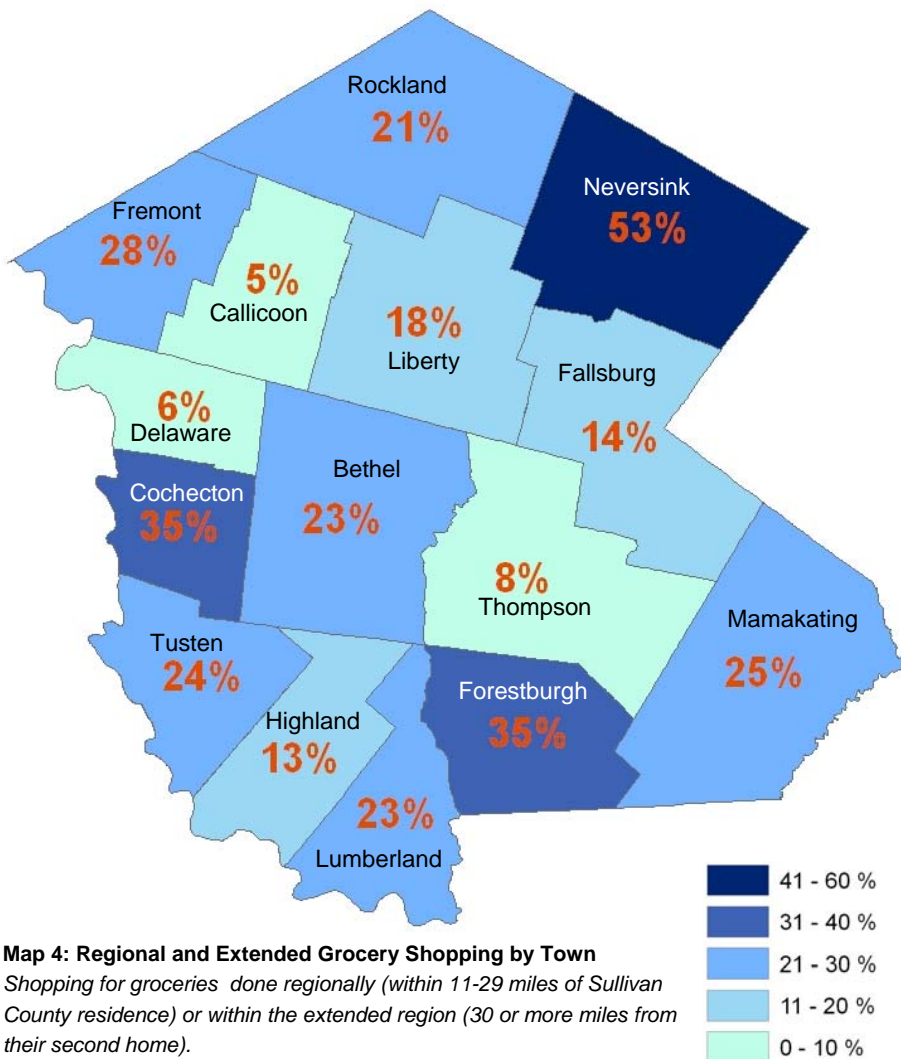 Rockland
21%
Neversink
53%
Fremont
28%
5%
Callicoon
18%
Liberty
Fallsburg
14%
6%
Delaware
Bethel
23%
Cochecton
35%
8%
Thompson
Mamakating
25%
Tusten
24%
Forestburgh
35%
Highland
13%
23%
Lumberland
41 - 60 %
31 - 40 %
21 - 30 %
11 - 20 %
0 - 10 %
Map 4: Regional and Extended Grocery Shopping by Town
Shopping for groceries done regionally (within 11-29 miles of Sullivan
County residence) or within the extended region (30 or more miles from
their second home).